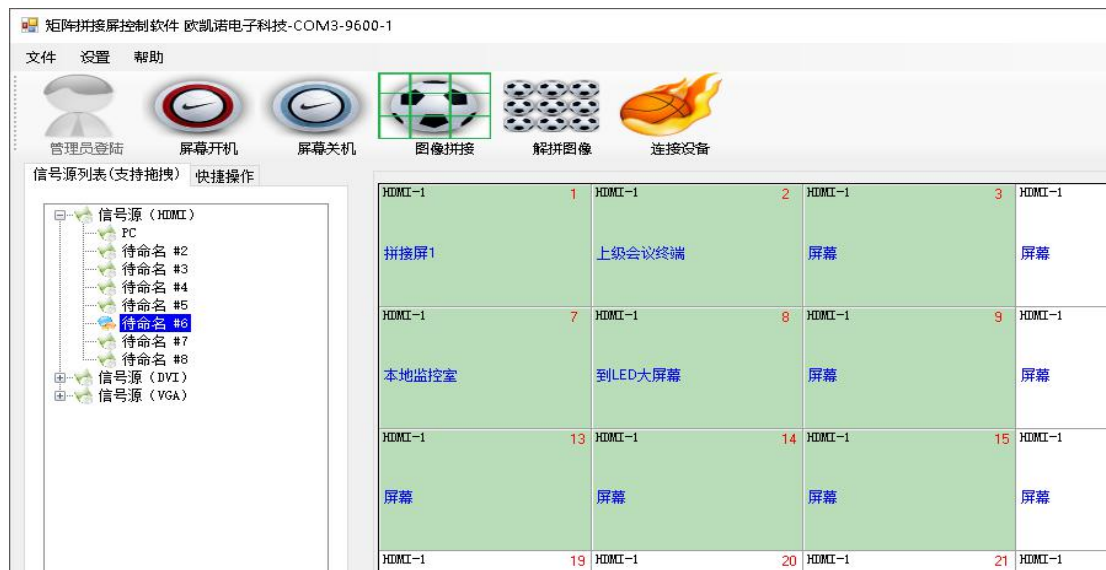 矩阵拼接屏控制软件 欧凯诺电子科技-COM3-9600-1
文件 设置 帮助
管理员登陆 屏幕开机 屏幕关机 图像拼接 解拼图像 连接设备
信号源列表(支持拖拽) 快捷操作
信号源 (HDMI)
PC
待命名 #2
待命名 #3
待命名 #4
待命名 #5
待命名 #6
待命名 #7
待命名 #8
信号源 (DVI)
信号源 (VGA)
HDMI-1 1 HDMI-1 2 HDMI-1 3 HDMI-1
拼接屏1 上级会议终端 屏幕 屏幕
HDMI-1 7 HDMI-1 8 HDMI-1 9 HDMI-1
本地监控室 到LED大屏幕 屏幕 屏幕
HDMI-1 13 HDMI-1 14 HDMI-1 15 HDMI-1
屏幕 屏幕 屏幕 屏幕
HDMI-1 19 HDMI-1 20 HDMI-1 21 HDMI-1